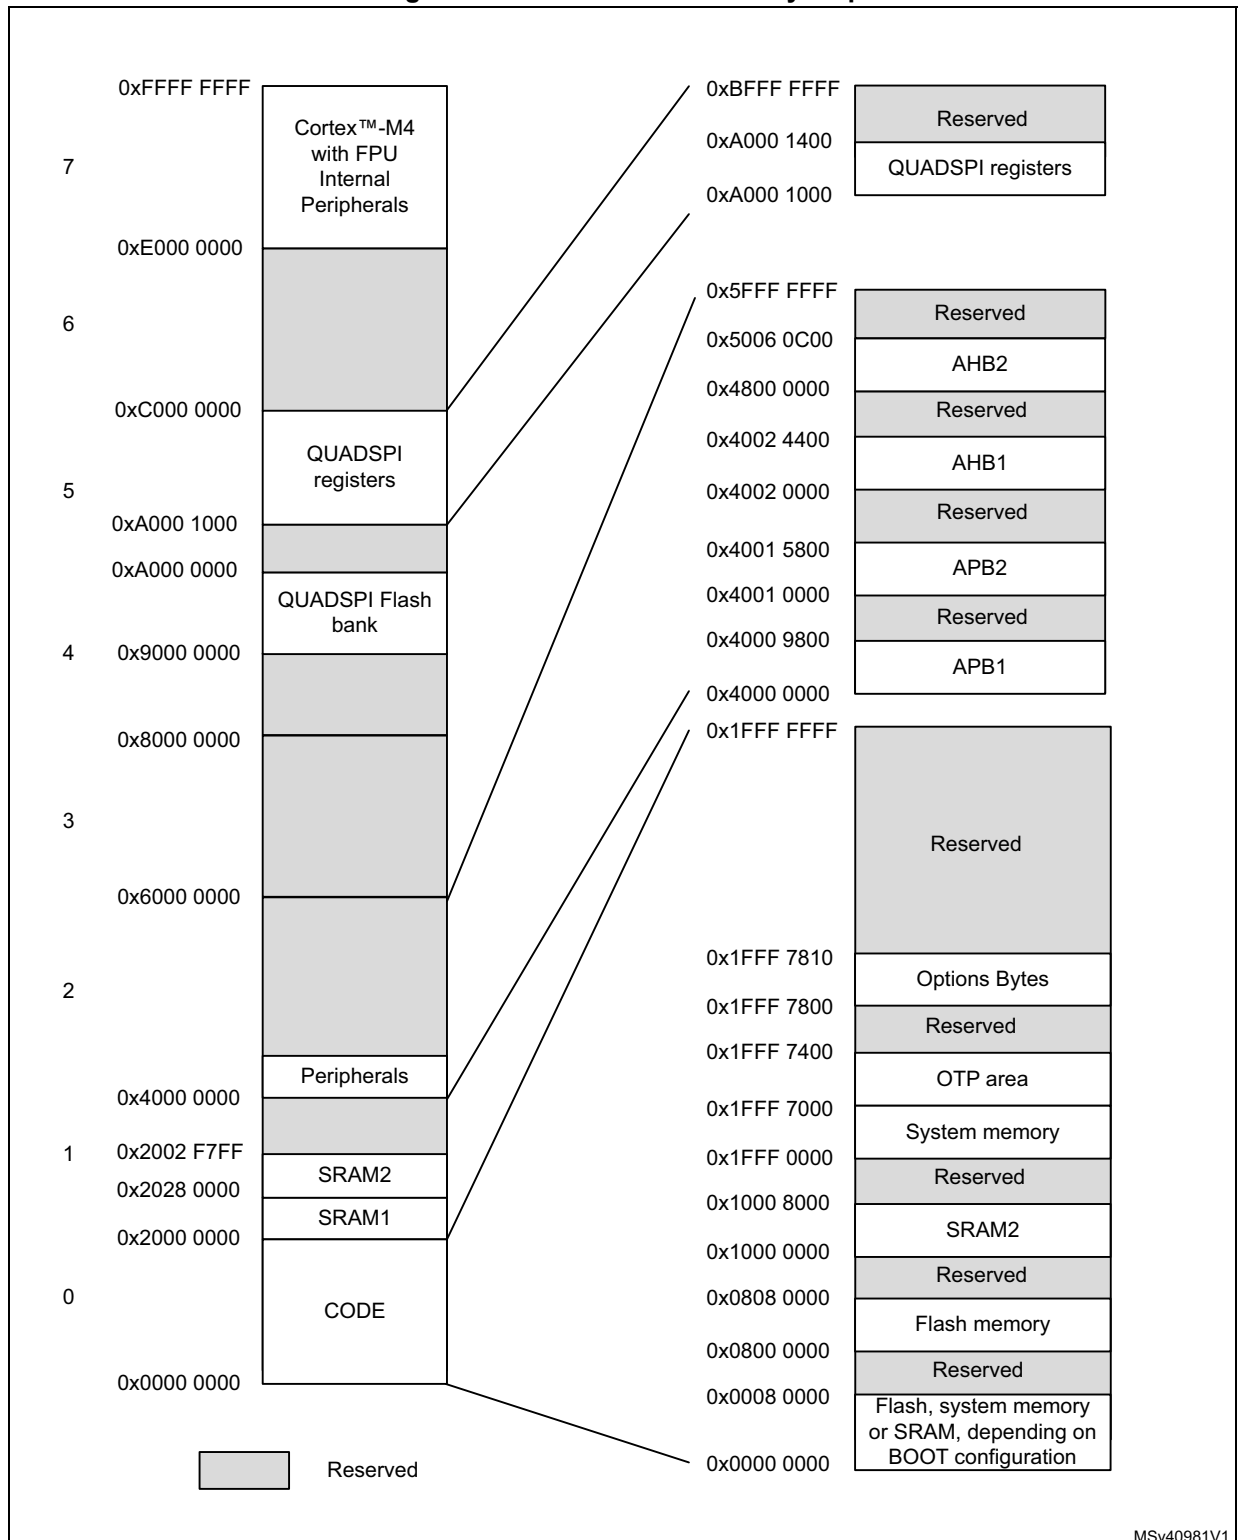 0xFFFF FFFF
Cortex™-M4
with FPU
Internal
Peripherals
7
0xE000 0000
6
0xC000 0000
QUADSPI
registers
5
0xA000 1000
0xA000 0000
QUADSPI Flash
bank
4
0x9000 0000
0x8000 0000
3
0x6000 0000
2
Peripherals
0x4000 0000
1
0x2002 F7FF
SRAM2
0x2028 0000
SRAM1
0x2000 0000
0
CODE
0x0000 0000
Reserved
0xBFFF FFFF
Reserved
0xA000 1400
QUADSPI registers
0xA000 1000
0x5FFF FFFF
Reserved
0x5006 0C00
AHB2
0x4800 0000
Reserved
0x4002 4400
AHB1
0x4002 0000
Reserved
0x4001 5800
APB2
0x4001 0000
Reserved
0x4000 9800
APB1
0x4000 0000
0x1FFF FFFF
Reserved
0x1FFF 7810
Options Bytes
0x1FFF 7800
Reserved
0x1FFF 7400
OTP area
0x1FFF 7000
System memory
0x1FFF 0000
Reserved
0x1000 8000
SRAM2
0x1000 0000
Reserved
0x0808 0000
Flash memory
0x0800 0000
Reserved
0x0008 0000
Flash, system memory
or SRAM, depending on
BOOT configuration
0x0000 0000
MSv40981V1